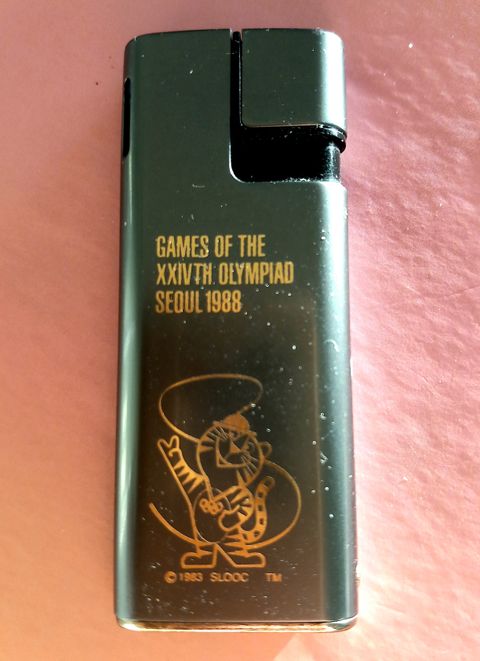 GAMES OF THE
XXIVTH OLYMPIAD
SEOUL 1988
© 1983 SLOOC TM